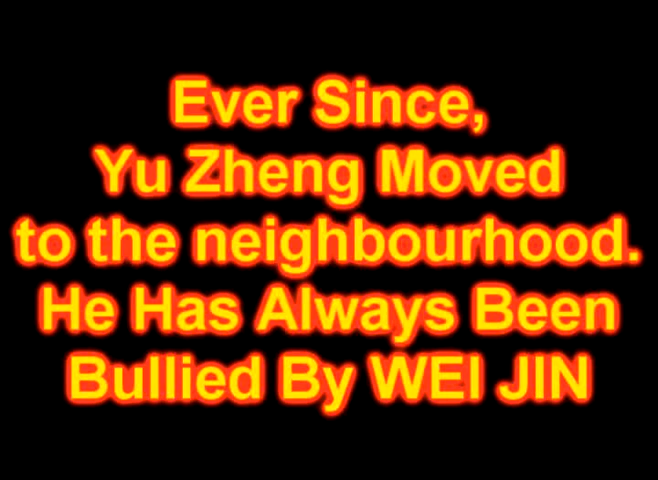 Ever Since,
Yu Zheng Moved
to the neighbourhood.
He Has Always Been
Bullied By WEI JIN